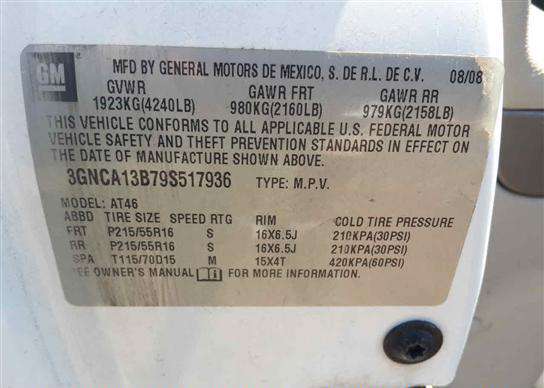 GM
MFD BY GENERAL MOTORS DE MEXICO, S. DE R.L. DE C.V. 08/08
GVWR GAWR FRT GAWR RR
1923KG(4240LB) 980KG(2160LB) 979KG(2158LB)
THIS VEHICLE CONFORMS TO ALL APPLICABLE U.S. FEDERAL MOTOR
VEHICLE SAFETY AND THEFT PREVENTION STANDARDS IN EFFECT ON
THE DATE OF MANUFACTURE SHOWN ABOVE.
3GNCA13B79S517936 TYPE: M.P.V.
MODEL: AT46
ABBD TIRE SIZE SPEED RTG RIM COLD TIRE PRESSURE
FRT P215/55R16 S 16X6.5J 210KPA(30PSI)
RR P215/55R16 S 16X6.5J 210KPA(30PSI)
SPA T115/70D15 M 15X4T 420KPA(60PSI)
SEE OWNER'S MANUAL FOR MORE INFORMATION.